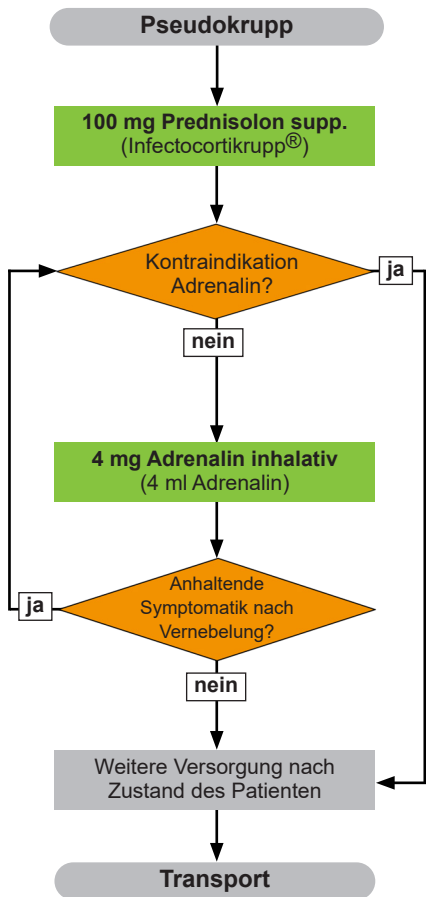 Pseudokrupp
100 mg Prednisolon supp.
(Infectocortikrupp®)
Kontraindikation
Adrenalin?
ja
nein
4 mg Adrenalin inhalativ
(4 ml Adrenalin)
Anhaltende
Symptomatik nach
Vernebelung?
ja
nein
Weitere Versorgung nach
Zustand des Patienten
Transport